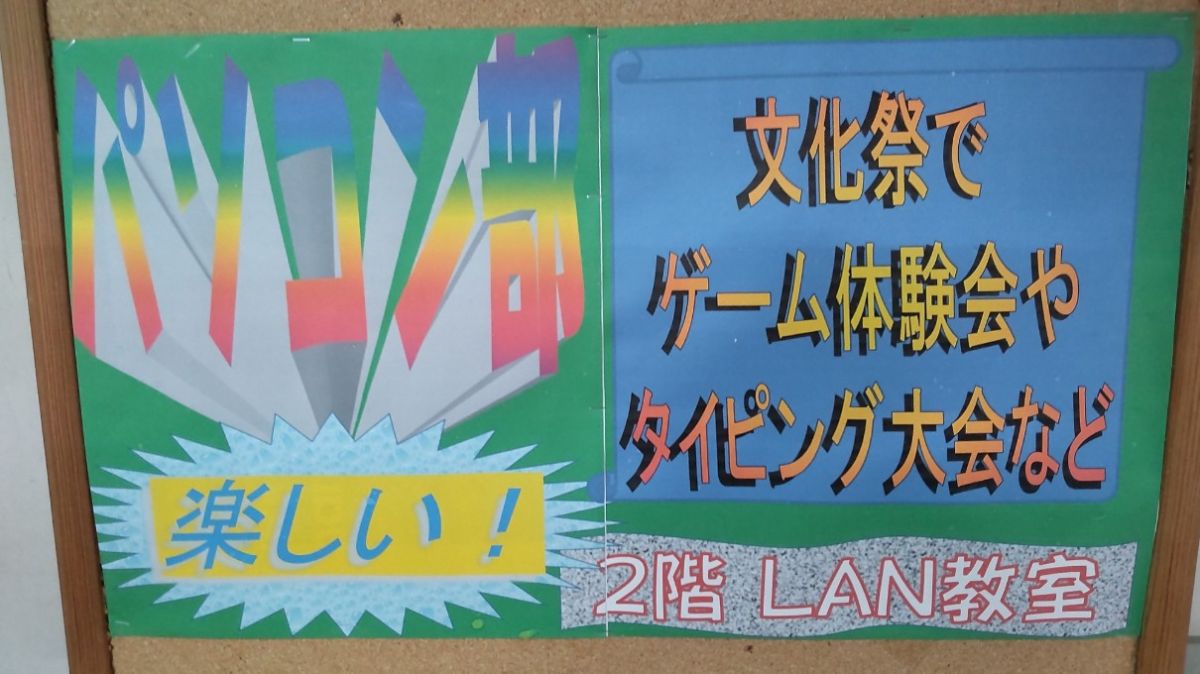 パソコン部
楽しい！
文化祭で
ゲーム体験会や
タイピング大会など
2階 LAN教室